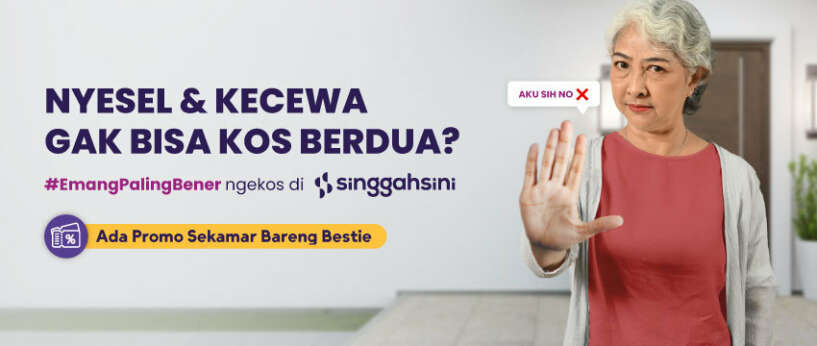 NYESEL & KECEWA
GAK BISA KOS BERDUA?
#EmangPalingBener ngekos di singgahsini
Ada Promo Sekamar Bareng Bestie
AKU SIH NO
%